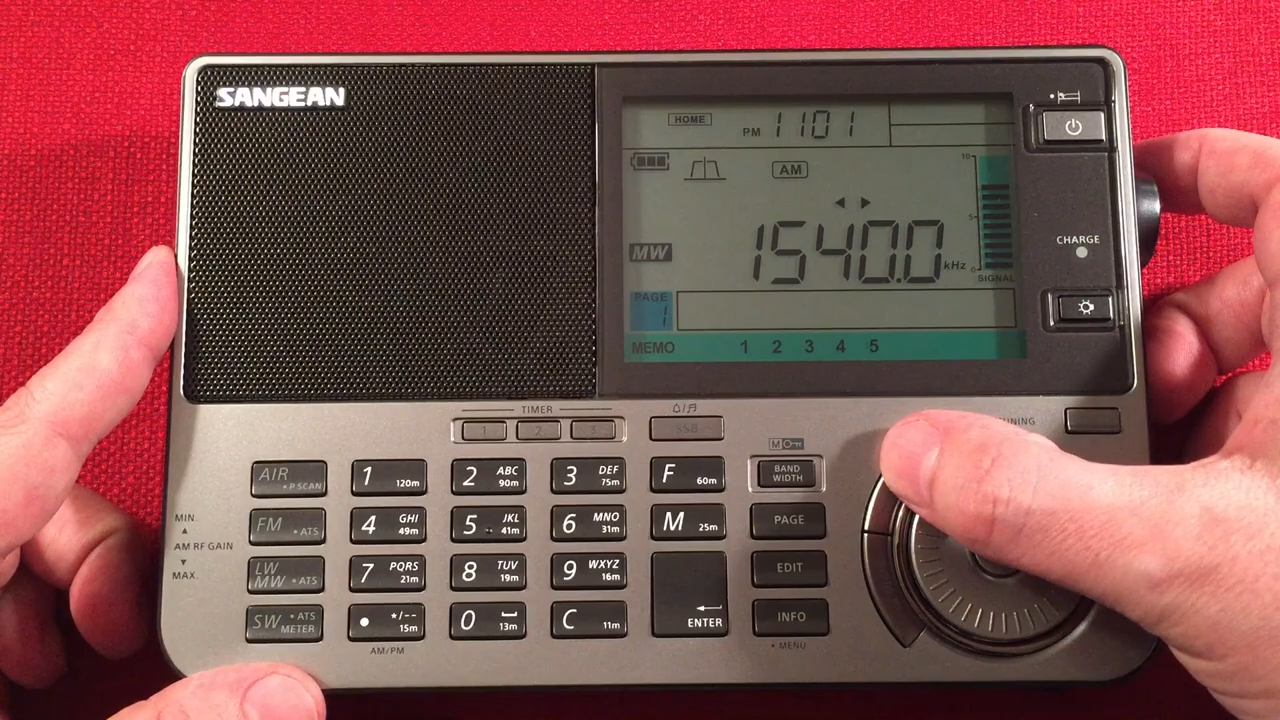 SANGEAN
HOME
PM 1101
AM
10
5
0
SIGNAL
MW
1540.0 kHz
PAGE
1
MEMO 1 2 3 4 5
CHARGE
TIMER
1 2 3
SSB
M
BAND WIDTH
PAGE
EDIT
INFO
• MENU
AIR • P.SCAN
1 120m
2 ABC 90m
3 DEF 75m
F 60m
FM • ATS
4 GHI 49m
5 JKL 41m
6 MNO 31m
M 25m
LW MW • ATS
7 PQRS 21m
8 TUV 19m
9 WXYZ 16m
ENTER
SW • ATS METER
• */-- 15m
0 13m
C 11m
AM/PM
MIN.
AM RF GAIN
MAX.